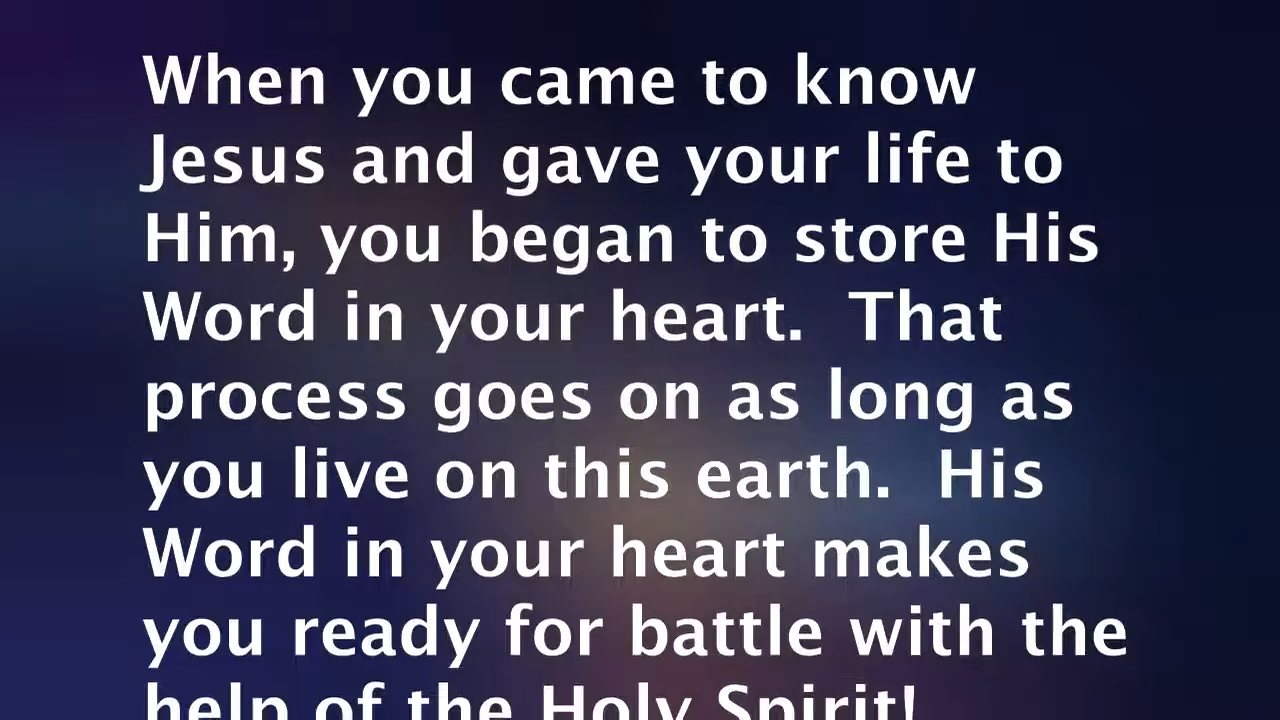 When you came to know
Jesus and gave your life to
Him, you began to store His
Word in your heart.  That
process goes on as long as
you live on this earth.  His
Word in your heart makes
you ready for battle with the
help of the Holy Spirit!